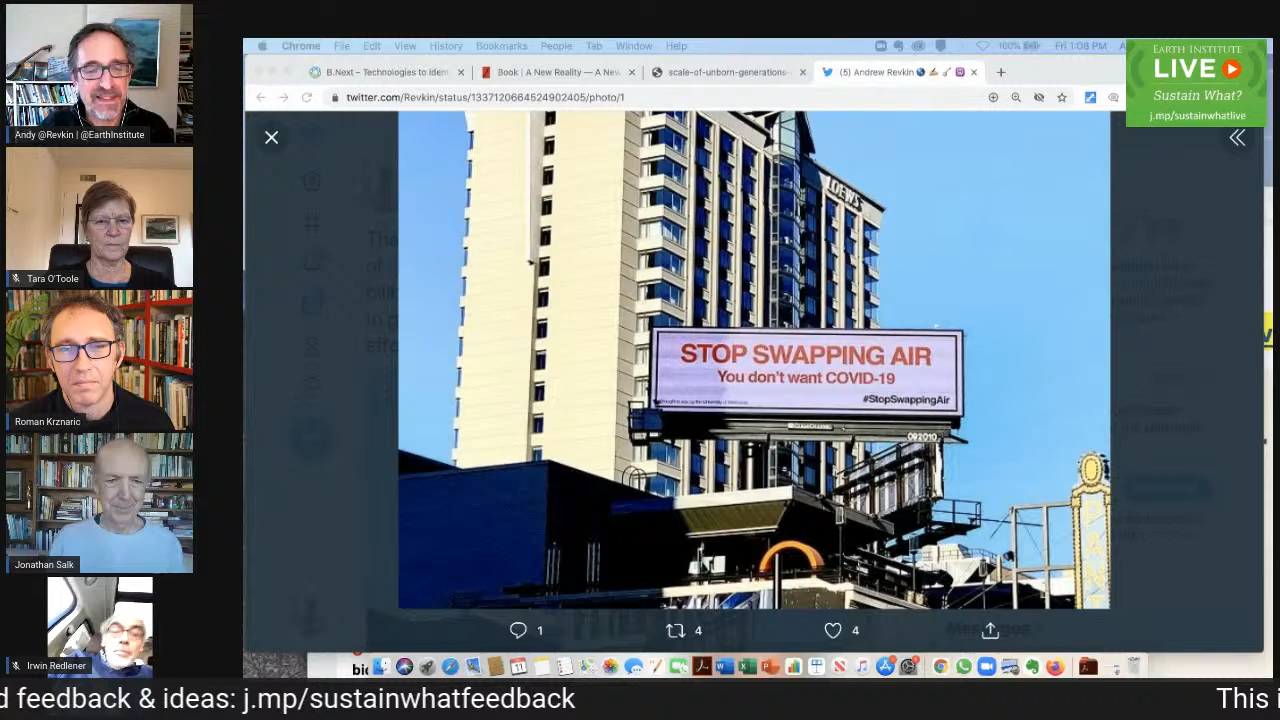 Andy @Revkin | @EarthInstitute
Tara O'Toole
Roman Krznaric
Jonathan Salk
Irwin Redlener
Chrome File Edit View History Bookmarks People Tab Window Help
100% Fri 1:08 PM
B.Next – Technologies to iden
Book | A New Reality — A New
scale-of-unborn-generations-
(5) Andrew Revkin
twitter.com/Revkin/status/1337120664524902405/photo/1
EARTH INSTITUTE
LIVE
Sustain What?
j.mp/sustainwhatlive
LOEWS
STOP SWAPPING AIR
You don't want COVID-19
#StopSwappingAir
092010
1
4
4
d feedback & ideas: j.mp/sustainwhatfeedback
This i